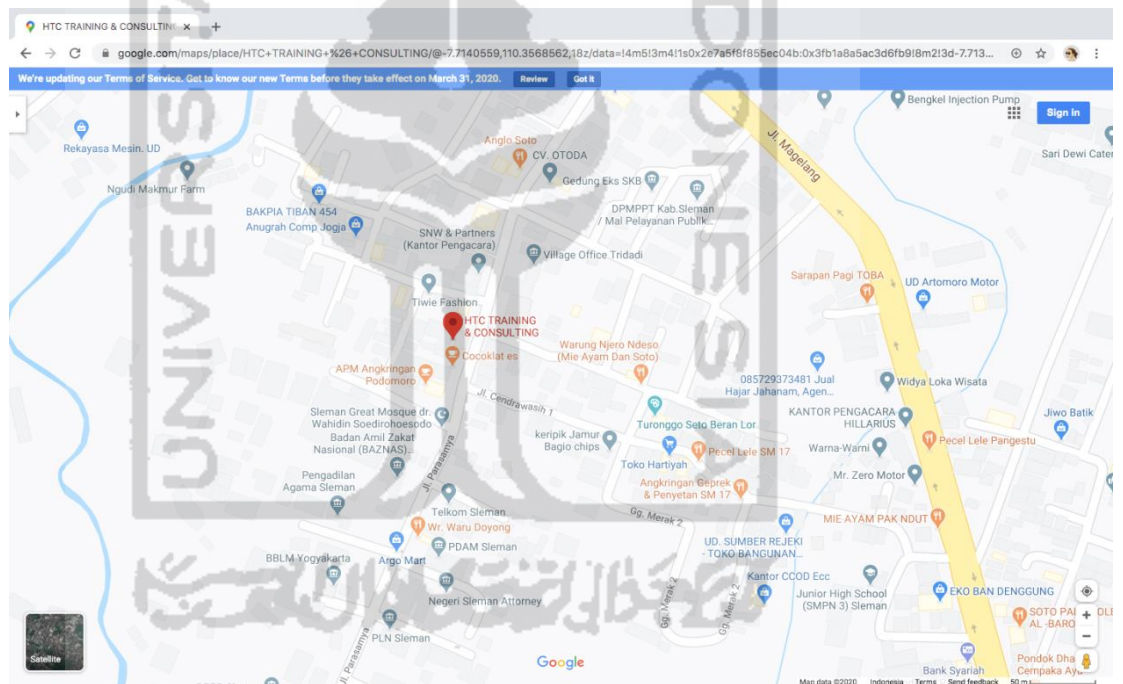 HTC TRAINING & CONSULTING
google.com/maps/place/HTC+TRAINING+%26+CONSULTING/@-7.7140559,110.3568562,18z/data=!4m5!3m4!1s0x2e7a5f8f855ec04b:0x3fb1a8a5ac3d6fb9!8m2!3d-7.713...
We're updating our Terms of Service. Get to know our new Terms before they take effect on March 31, 2020. Review Got it
Sign in
Bengkel Injection Pump
Rekayasa Mesin. UD
Anglo Soto
CV. OTODA
Jl. Magelang
Sari Dewi Cater
Ngudi Makmur Farm
Gedung Eks SKB
BAKPIA TIBAN 454
Anugrah Comp Jogja
DPMPPT Kab.Sleman
/ Mal Pelayanan Publik...
SNW & Partners
(Kantor Pengacara)
Village Office Tridadi
Sarapan Pagi TOBA
UD Artomoro Motor
Tiwie Fashion
HTC TRAINING
& CONSULTING
Cocoklat es
Warung Njero Ndeso
(Mie Ayam Dan Soto)
APM Angkringan
Podomoro
085729373481 Jual
Hajar Jahanam, Agen...
Widya Loka Wisata
Jl. Cendrawasih 1
Sleman Great Mosque dr.
Wahidin Soedirohoesodo
Badan Amil Zakat
Nasional (BAZNAS)...
Turonggo Seto Beran Lor
KANTOR PENGACARA
HILLARIUS
Jiwo Batik
keripik Jamur
Bagio chips
Toko Hartiyah
Pecel Lele SM 17
Warna-Warni
Pecel Lele Pangestu
Jl. Parasamya
Pengadilan
Agama Sleman
Angkringan Geprek
& Penyetan SM 17
Mr. Zero Motor
Telkom Sleman
Gg. Merak 2
MIE AYAM PAK NDUT
Wr. Waru Doyong
PDAM Sleman
UD. SUMBER REJEKI
- TOKO BANGUNAN...
BBLM Yogyakarta
Argo Mart
Negeri Sleman Attorney
Kantor CCOD Ecc
Junior High School
(SMPN 3) Sleman
EKO BAN DENGGUNG
Gg. Merak 2
Gg. Merak 2
AL -BARO
PLN Sleman
Jl. Parasamya
Satellite
Google
Bank Syariah
Pondok Dha
Cempaka Ayu
Map data ©2020 Indonesia Terms Send feedback 50 m